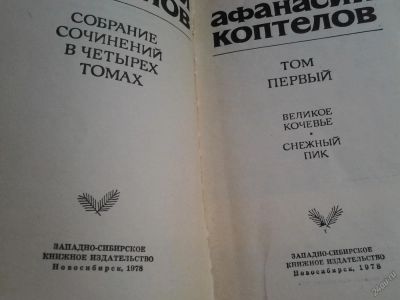 СОБРАНИЕ
СОЧИНЕНИЙ
В ЧЕТЫРЕХ
ТОМАХ
ЗАПАДНО-СИБИРСКОЕ
КНИЖНОЕ ИЗДАТЕЛЬСТВО
Новосибирск, 1978
афанасий
КОПТЕЛОВ
ТОМ
ПЕРВЫЙ
ВЕЛИКОЕ
КОЧЕВЬЕ
•
СНЕЖНЫЙ
ПИК
ЗАПАДНО-СИБИРСКОЕ
КНИЖНОЕ ИЗДАТЕЛЬСТВО
Новосибирск, 1978